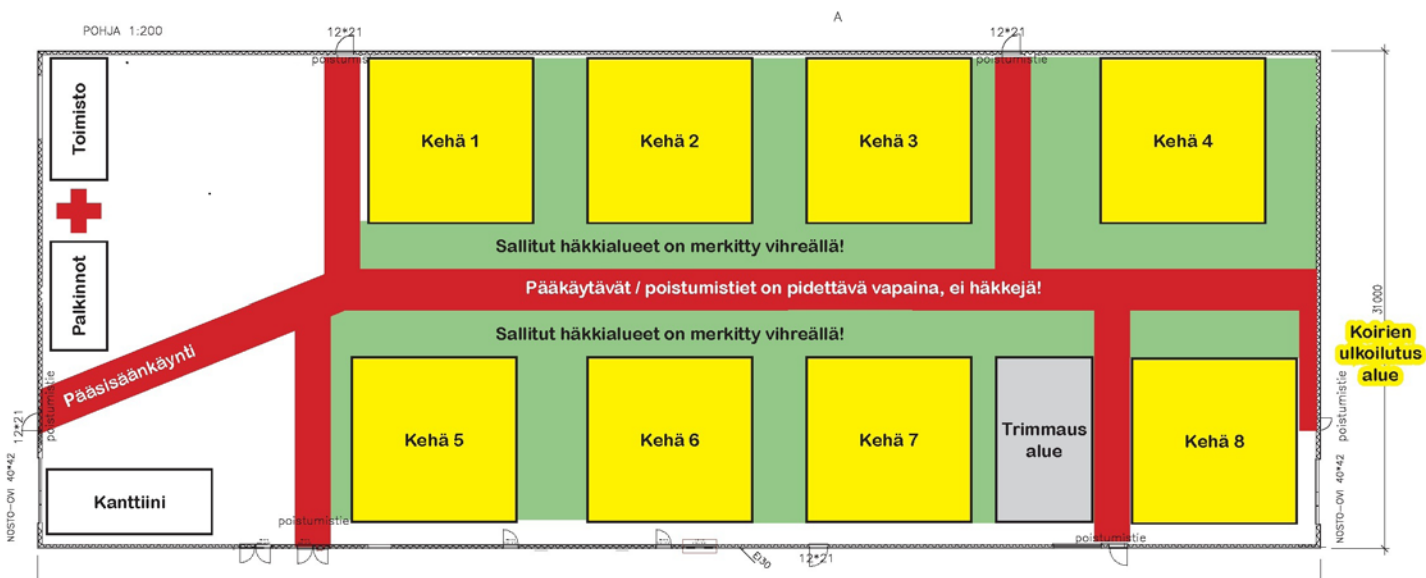 POHJA 1:200
12*21
A
12*21
poistumistie
poistumistie
Toimisto
Kehä 1
Kehä 2
Kehä 3
Kehä 4
Palkinnot
Sallitut häkkialueet on merkitty vihreällä!
Pääkäytävät / poistumistiet on pidettävä vapaina, ei häkkejä!
31000
Sallitut häkkialueet on merkitty vihreällä!
Koirien
ulkoilutus
alue
Pääsisäänkäynti
12*21
poistumistie
poistumistie
Kehä 5
Kehä 6
Kehä 7
Trimmaus
alue
Kehä 8
NOSTO-OVI 40*42
Kanttiini
NOSTO-OVI 40*42
poistumistie
poistumistie
EI30
12*21